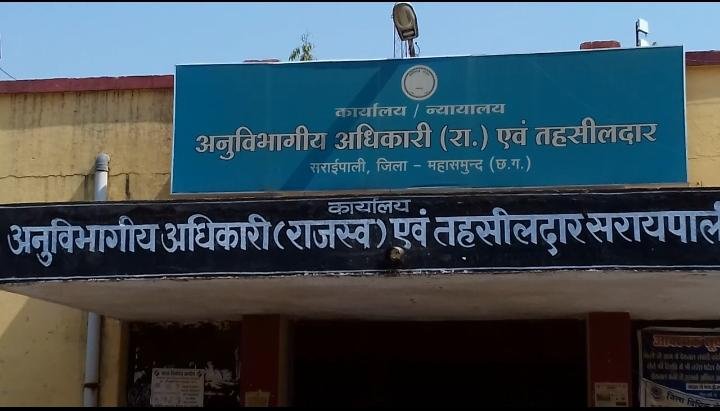 कार्यालय / न्यायालय
अनुविभागीय अधिकारी (रा.) एवं तहसीलदार
सराईपाली, जिला – महासमुन्द (छ.ग.)
कार्यालय
अनुविभागीय अधिकारी (राजस्व) एवं तहसीलदार सरायपाली